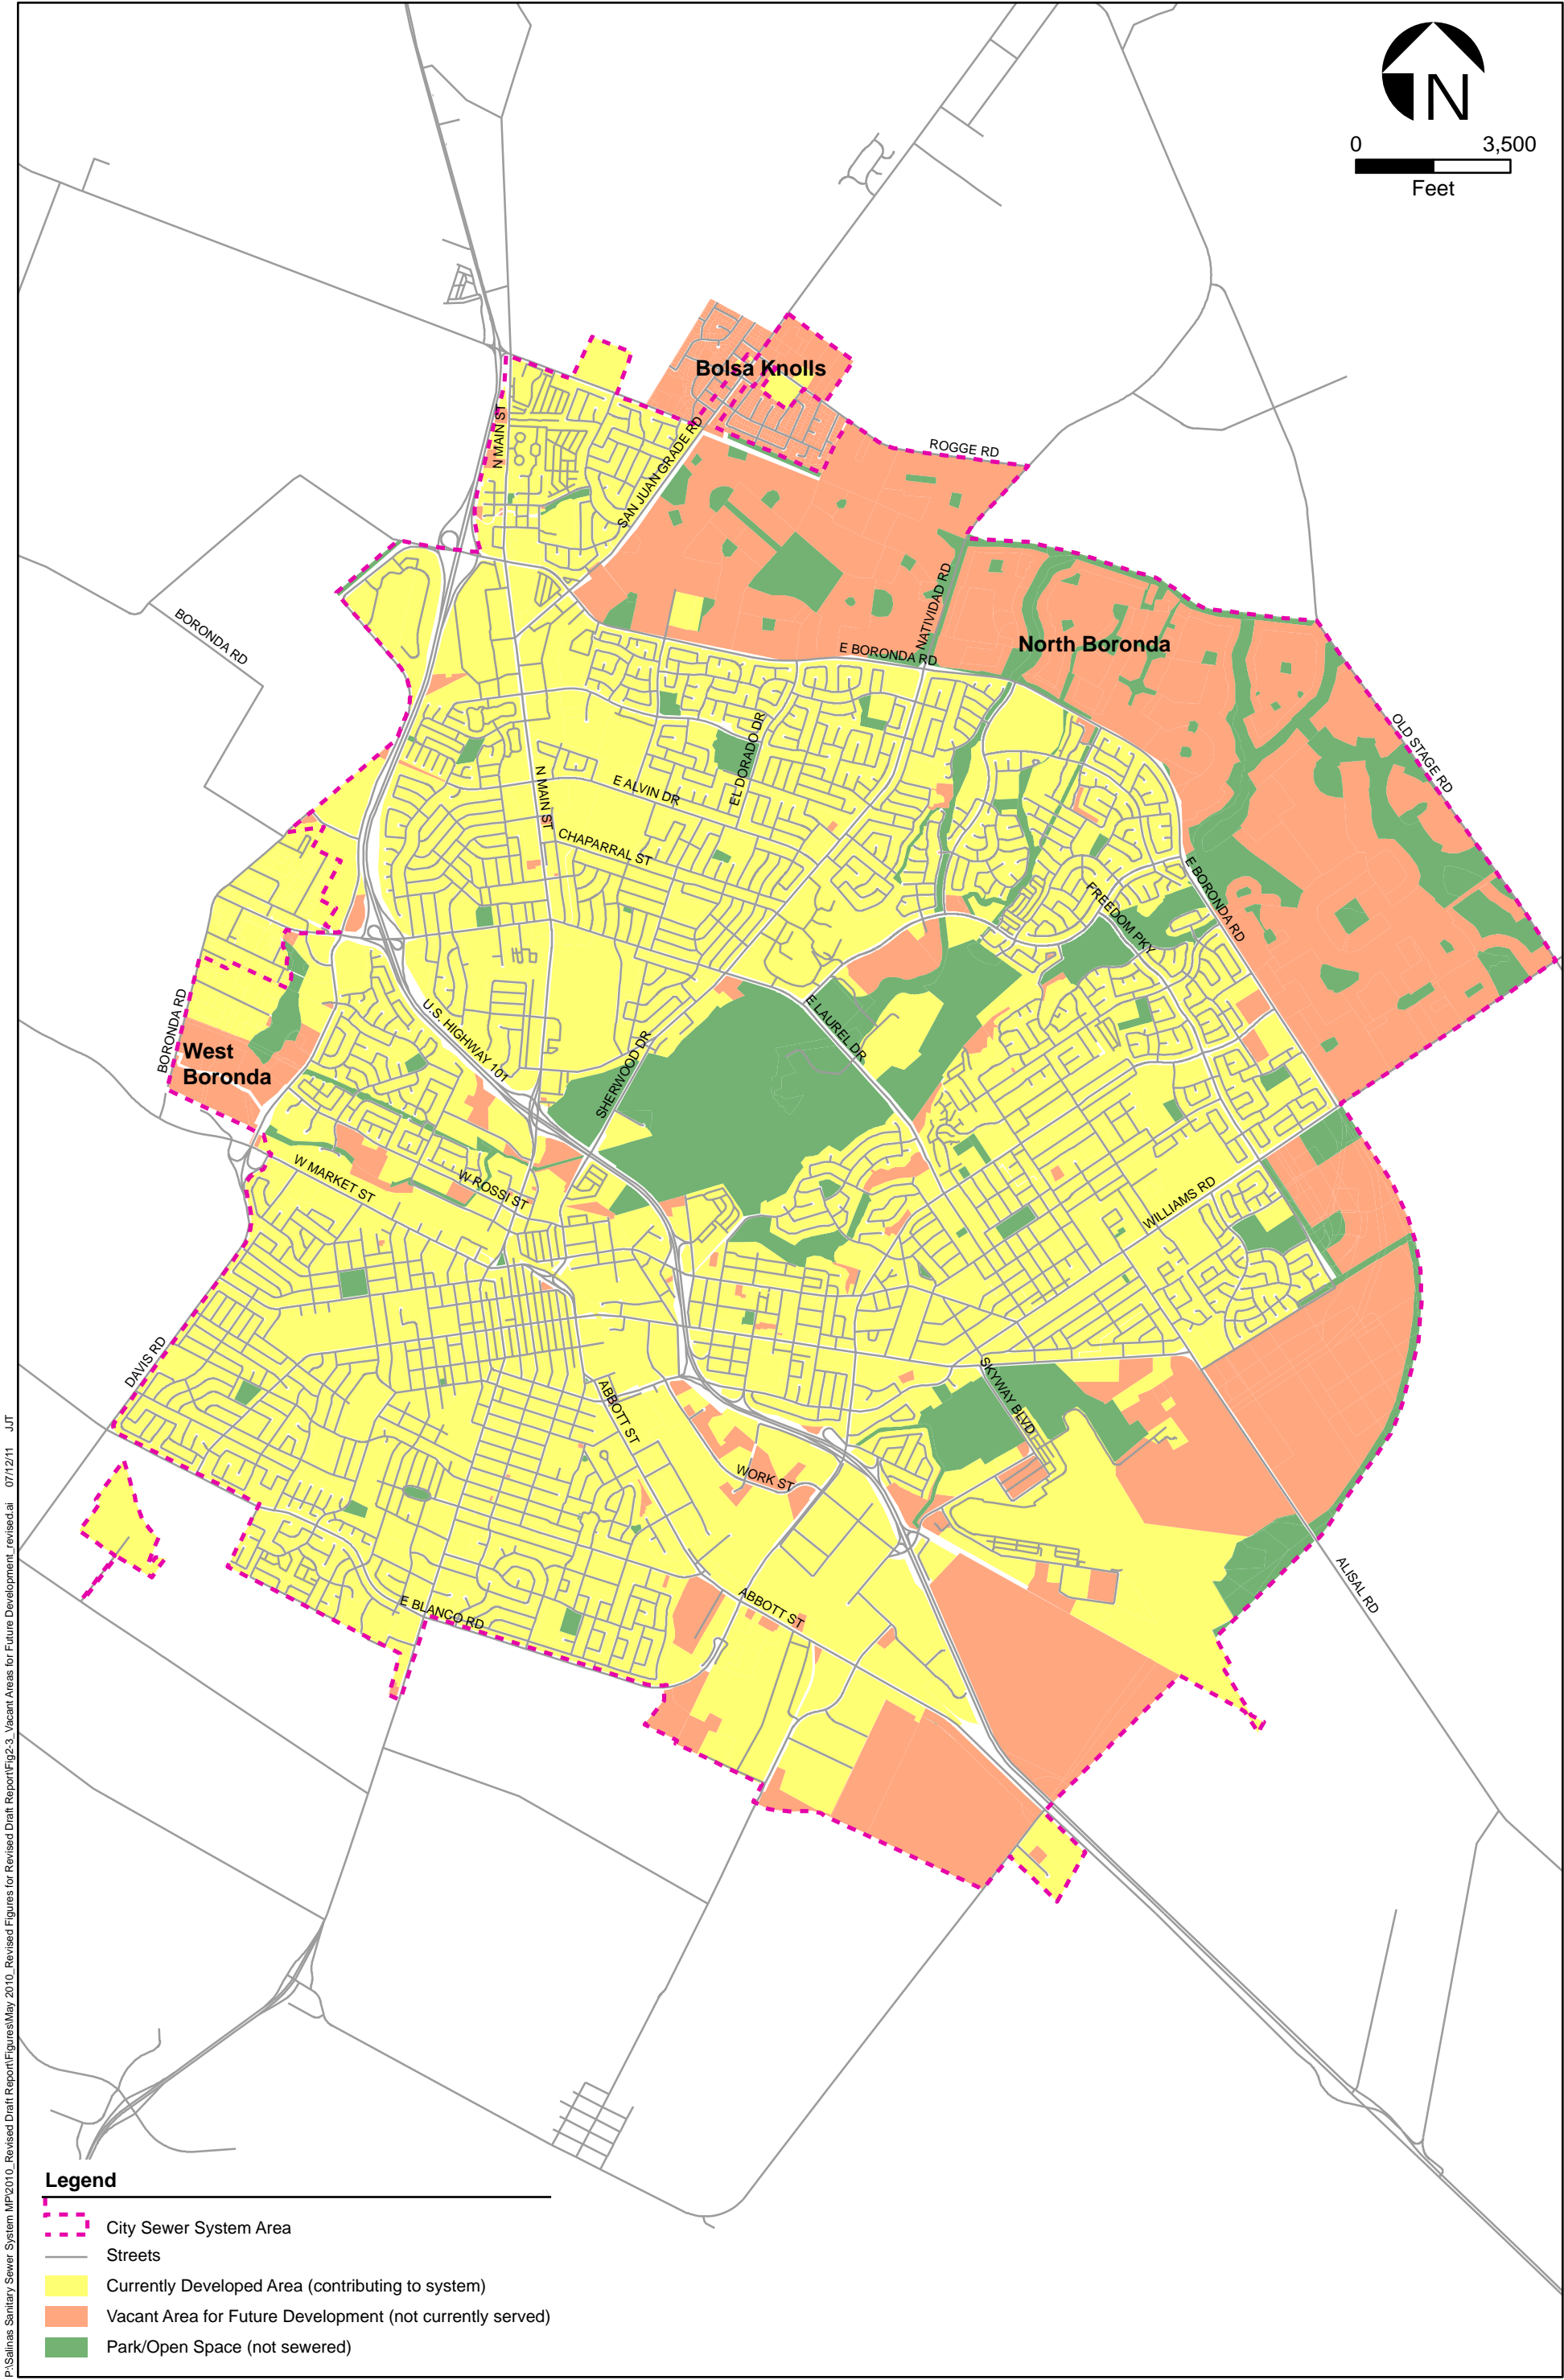 N
0 3,500
Feet
Bolsa Knolls
N MAIN ST
SAN JUAN GRADE RD
ROGGE RD
BORONDA RD
NATIVIDAD RD
E BORONDA RD
North Boronda
OLD STAGE RD
EL DORADO DR
N MAIN ST
E ALVIN DR
CHAPARRAL ST
E BORONDA RD
FREEDOM PKY
BORONDA RD
West
Boronda
U.S. HIGHWAY 101
SHERWOOD DR
E LAUREL DR
W MARKET ST
W ROSSI ST
WILLIAMS RD
DAVIS RD
ABBOTT ST
SKYWAY BLVD
WORK ST
E BLANCO RD
ABBOTT ST
ALISAL RD
Legend
City Sewer System Area
Streets
Currently Developed Area (contributing to system)
Vacant Area for Future Development (not currently served)
Park/Open Space (not sewered)
P:\Salinas Sanitary Sewer System MP\2010_Revised Draft Report\Figures\May 2010_Revised Figures for Revised Draft Report\Fig2-3_Vacant Areas for Future Development_revised.ai 07/12/11 JJT